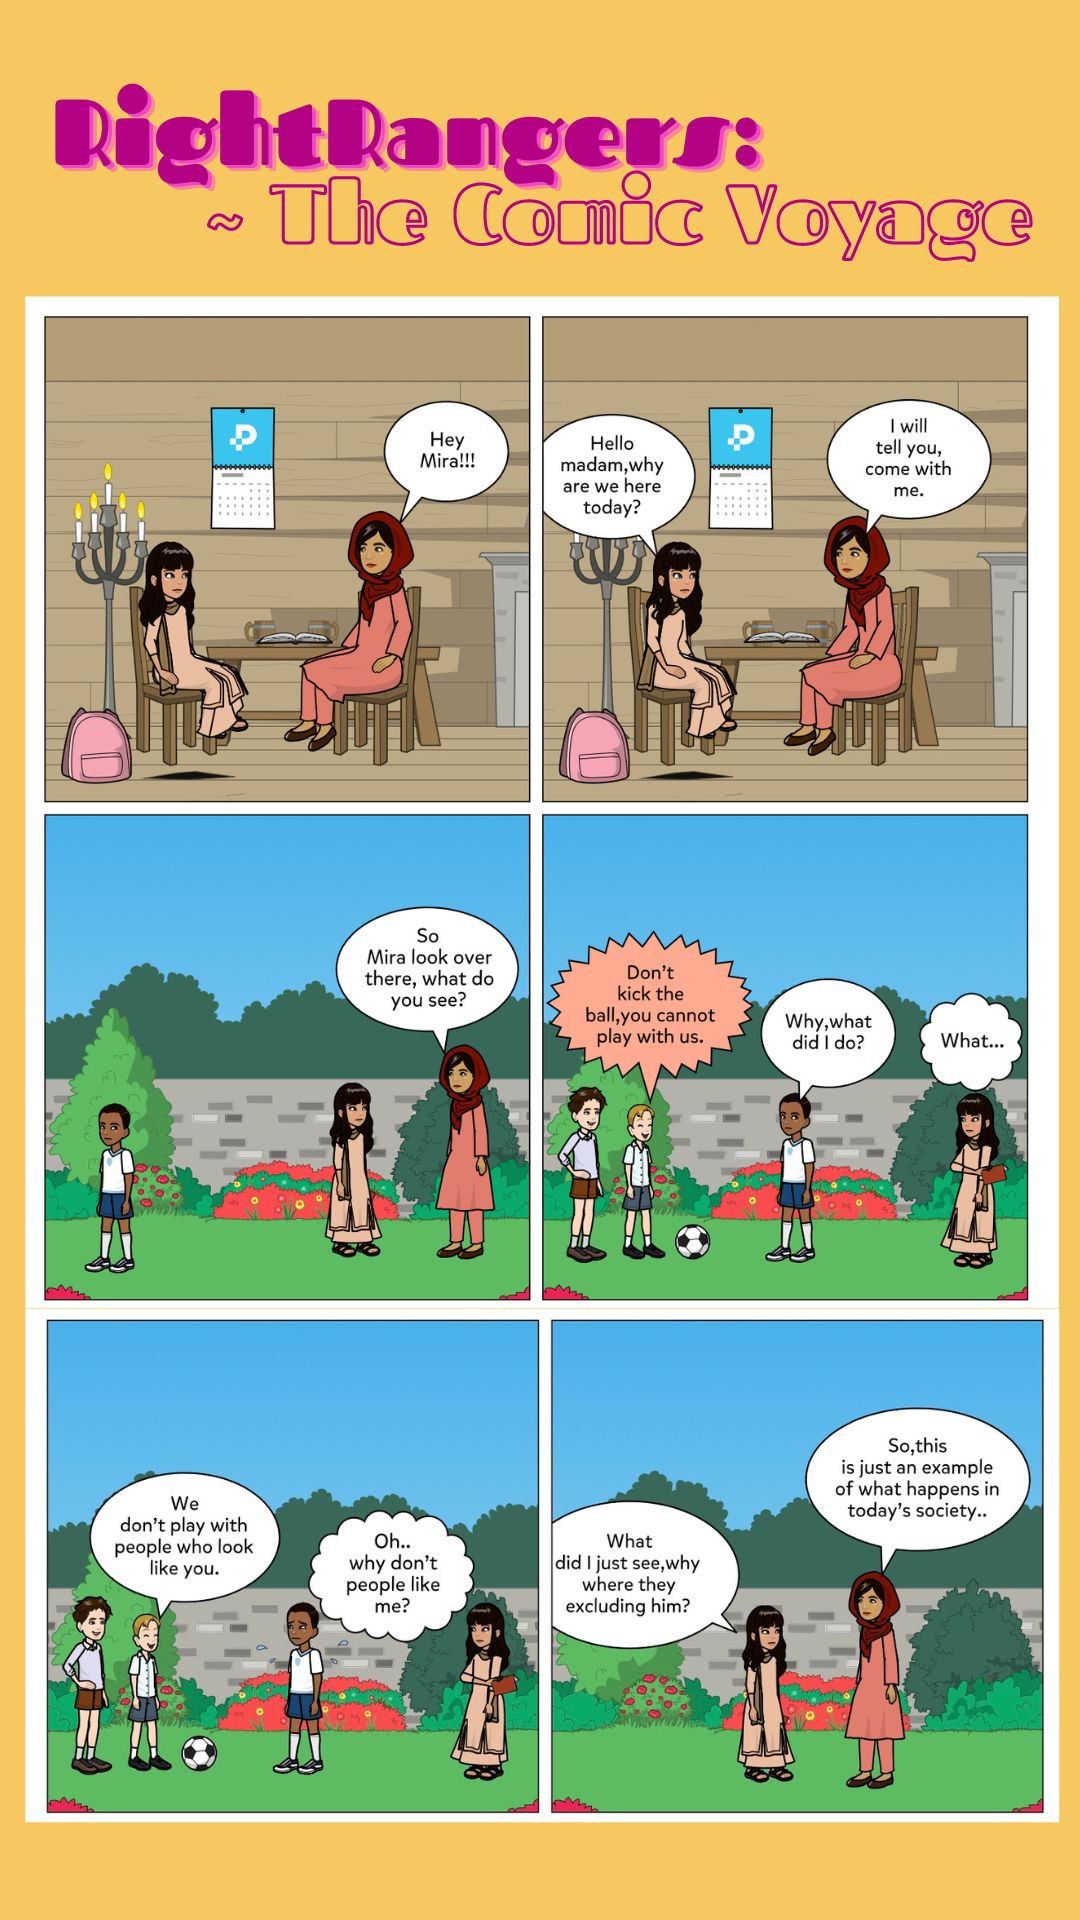 RightRangers:
~ The Comic Voyage
Hey
Mira!!!
Hello
madam,why
are we here
today?
I will
tell you,
come with
me.
So
Mira look over
there, what do
you see?
Don't
kick the
ball,you cannot
play with us.
Why,what
did I do?
What...
We
don't play with
people who look
like you.
Oh..
why don't
people like
me?
What
did I just see,why
where they
excluding him?
So,this
is just an example
of what happens in
today's society..